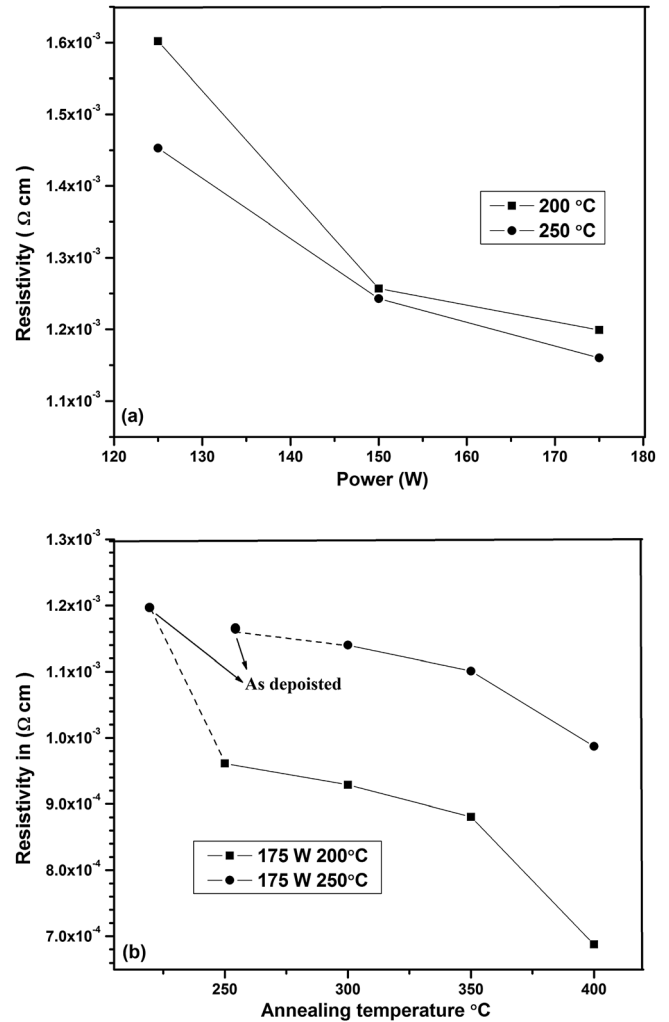 1.6x10⁻³
1.5x10⁻³
1.4x10⁻³
1.3x10⁻³
1.2x10⁻³
1.1x10⁻³
Resistivity ( Ω cm )
200 °C
250 °C
(a)
120 130 140 150 160 170 180
Power (W)
1.3x10⁻³
1.2x10⁻³
1.1x10⁻³
1.0x10⁻³
9.0x10⁻⁴
8.0x10⁻⁴
7.0x10⁻⁴
Resistivity in (Ω cm)
As depoisted
175 W 200°C
175 W 250°C
(b)
250 300 350 400
Annealing temperature °C